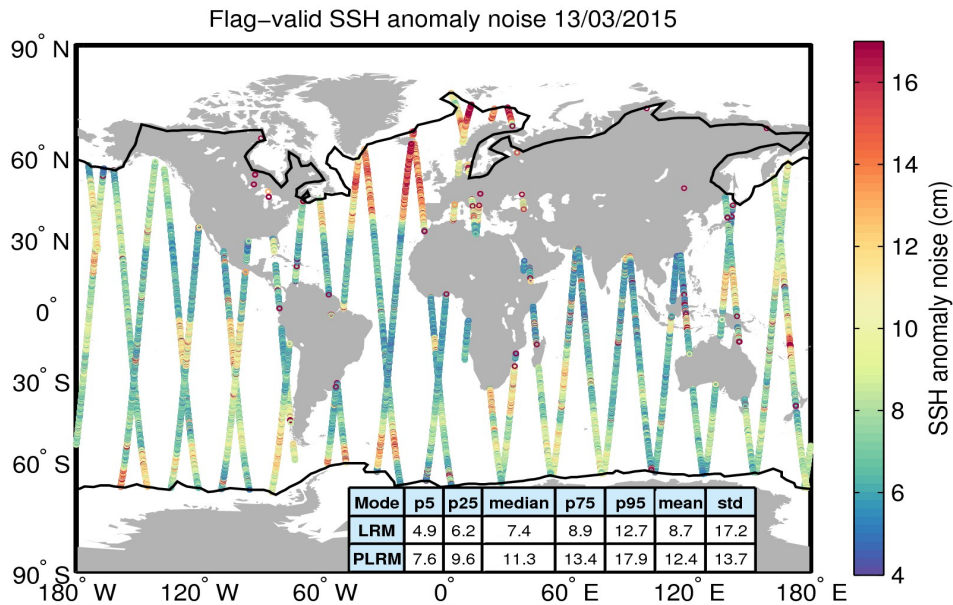 Flag−valid SSH anomaly noise 13/03/2015
90° N
60° N
30° N
0°
30° S
60° S
90° S
180° W
120° W
60° W
0°
60° E
120° E
180° E
Mode p5 p25 median p75 p95 mean std
LRM 4.9 6.2 7.4 8.9 12.7 8.7 17.2
PLRM 7.6 9.6 11.3 13.4 17.9 12.4 13.7
16
14
12
10
8
6
4
SSH anomaly noise (cm)